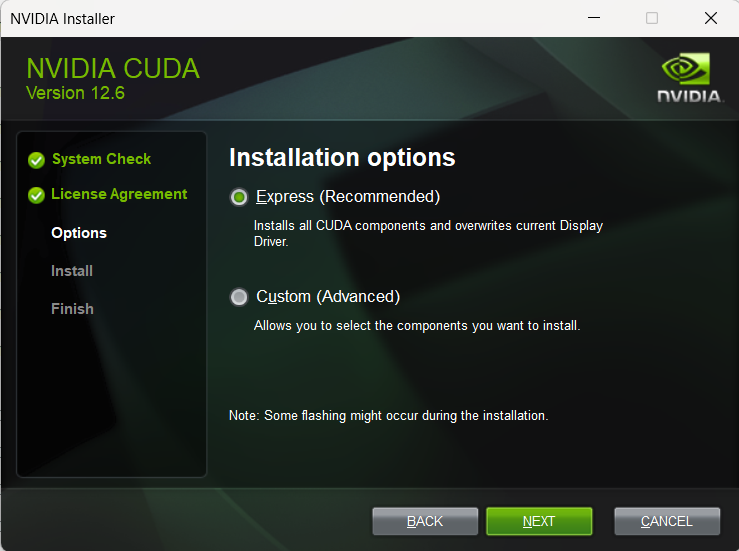 NVIDIA Installer
NVIDIA CUDA
Version 12.6
NVIDIA.
System Check
License Agreement
Options
Install
Finish
Installation options
Express (Recommended)
Installs all CUDA components and overwrites current Display
Driver.
Custom (Advanced)
Allows you to select the components you want to install.
Note: Some flashing might occur during the installation.
BACK
NEXT
CANCEL